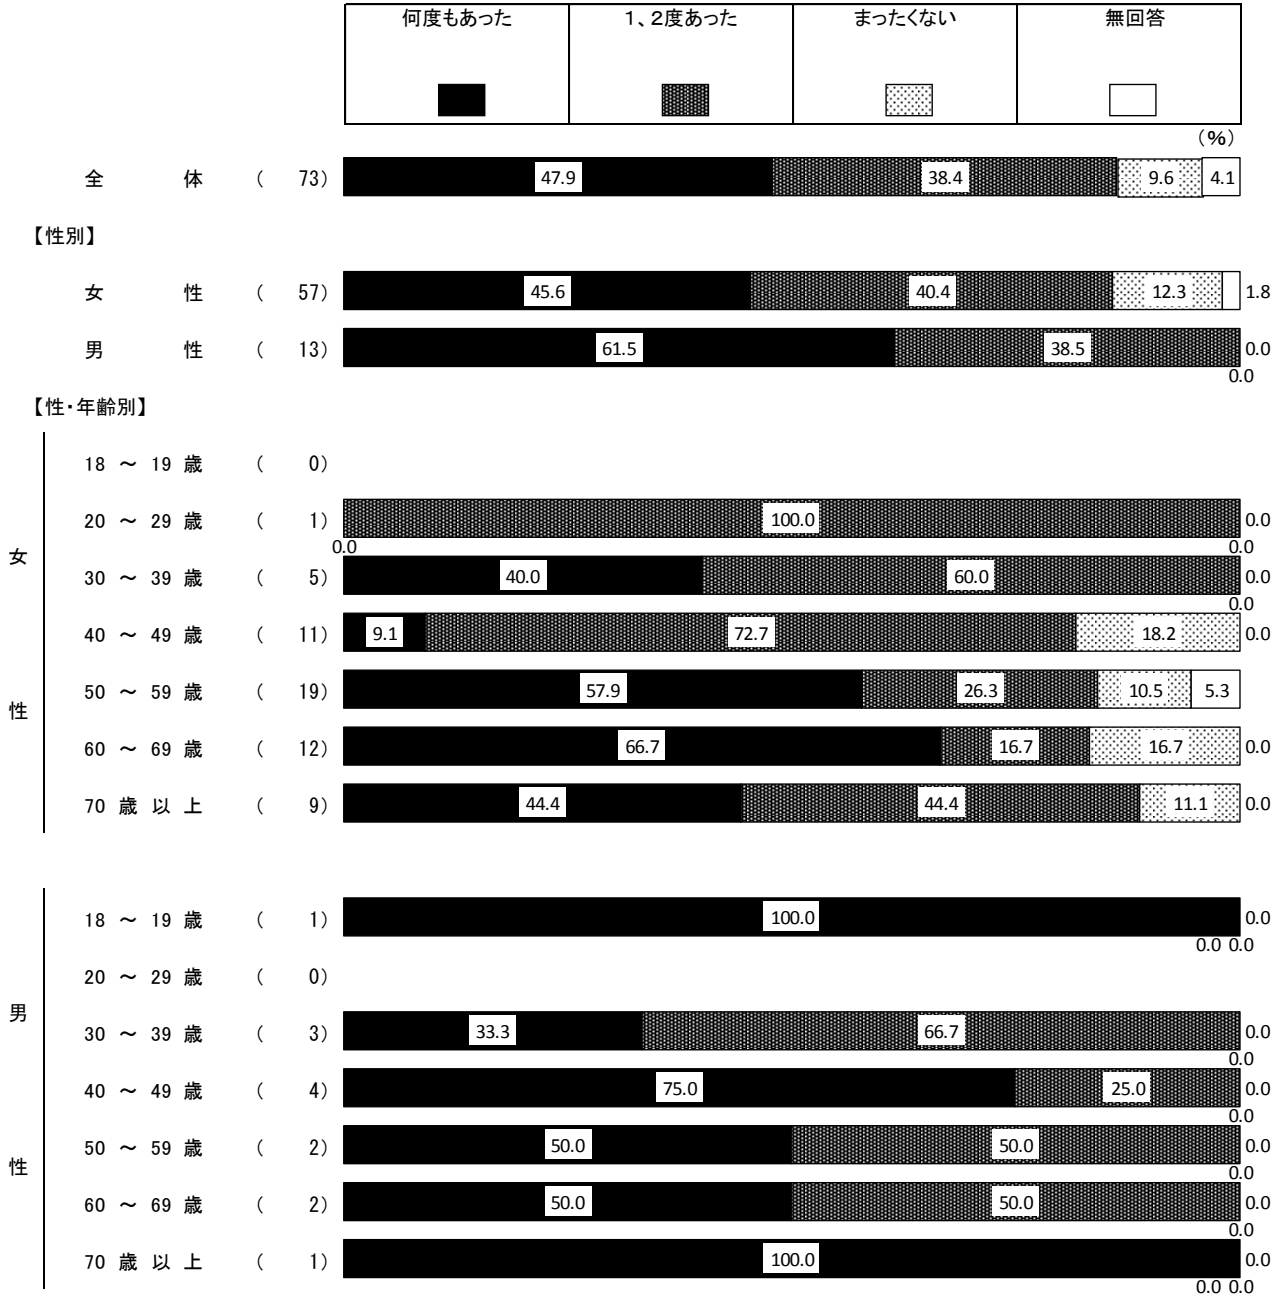 何度もあった 1、2度あった まったくない 無回答
(%)
全 体 ( 73) 47.9 38.4 9.6 4.1
【性別】
女 性 ( 57) 45.6 40.4 12.3 1.8
男 性 ( 13) 61.5 38.5 0.0
0.0
【性・年齢別】
女性
18 ～ 19 歳 ( 0)
20 ～ 29 歳 ( 1) 100.0 0.0
0.0 0.0
30 ～ 39 歳 ( 5) 40.0 60.0 0.0
0.0
40 ～ 49 歳 ( 11) 9.1 72.7 18.2 0.0
50 ～ 59 歳 ( 19) 57.9 26.3 10.5 5.3
60 ～ 69 歳 ( 12) 66.7 16.7 16.7 0.0
70 歳 以 上 ( 9) 44.4 44.4 11.1 0.0
男性
18 ～ 19 歳 ( 1) 100.0 0.0
0.0 0.0
20 ～ 29 歳 ( 0)
30 ～ 39 歳 ( 3) 33.3 66.7 0.0
0.0
40 ～ 49 歳 ( 4) 75.0 25.0 0.0
0.0
50 ～ 59 歳 ( 2) 50.0 50.0 0.0
0.0
60 ～ 69 歳 ( 2) 50.0 50.0 0.0
0.0
70 歳 以 上 ( 1) 100.0 0.0
0.0 0.0